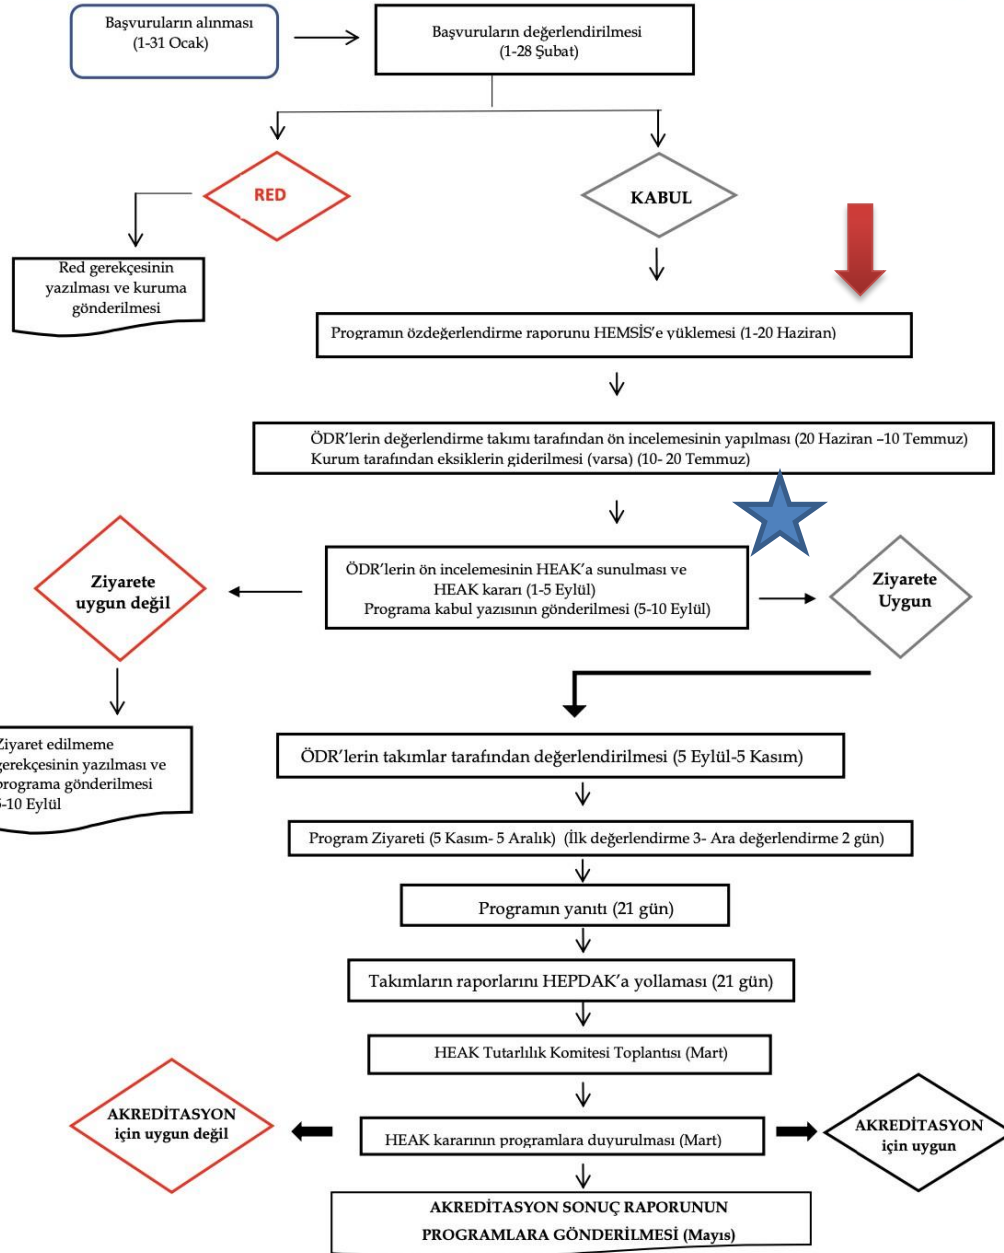 Başvuruların alınması
(1-31 Ocak)
Başvuruların değerlendirilmesi
(1-28 Şubat)
RED
KABUL
Red gerekçesinin
yazılması ve kuruma
gönderilmesi
Programın özdeğerlendirme raporunu HEMSİS'e yüklemesi (1-20 Haziran)
ÖDR'lerin değerlendirme takımı tarafından ön incelemesinin yapılması (20 Haziran –10 Temmuz)
Kurum tarafından eksiklerin giderilmesi (varsa) (10- 20 Temmuz)
Ziyarete
uygun değil
ÖDR'lerin ön incelemesinin HEAK'a sunulması ve
HEAK kararı (1-5 Eylül)
Programa kabul yazısının gönderilmesi (5-10 Eylül)
Ziyarete
Uygun
Ziyaret edilmeme
gerekçesinin yazılması ve
programa gönderilmesi
5-10 Eylül
ÖDR'lerin takımlar tarafından değerlendirilmesi (5 Eylül-5 Kasım)
Program Ziyareti (5 Kasım- 5 Aralık) (İlk değerlendirme 3- Ara değerlendirme 2 gün)
Programın yanıtı (21 gün)
Takımların raporlarını HEPDAK'a yollaması (21 gün)
HEAK Tutarlılık Komitesi Toplantısı (Mart)
AKREDİTASYON
için uygun değil
HEAK kararının programlara duyurulması (Mart)
AKREDİTASYON
için uygun
AKREDİTASYON SONUÇ RAPORUNUN
PROGRAMLARA GÖNDERİLMESİ (Mayıs)